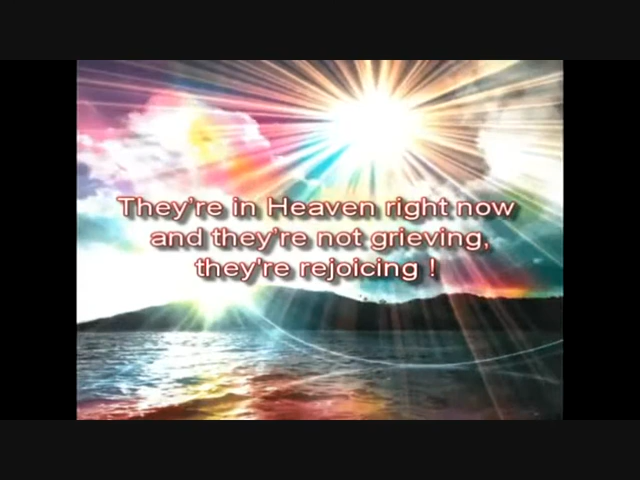 They're in Heaven right now
and they're not grieving,
they're rejoicing !